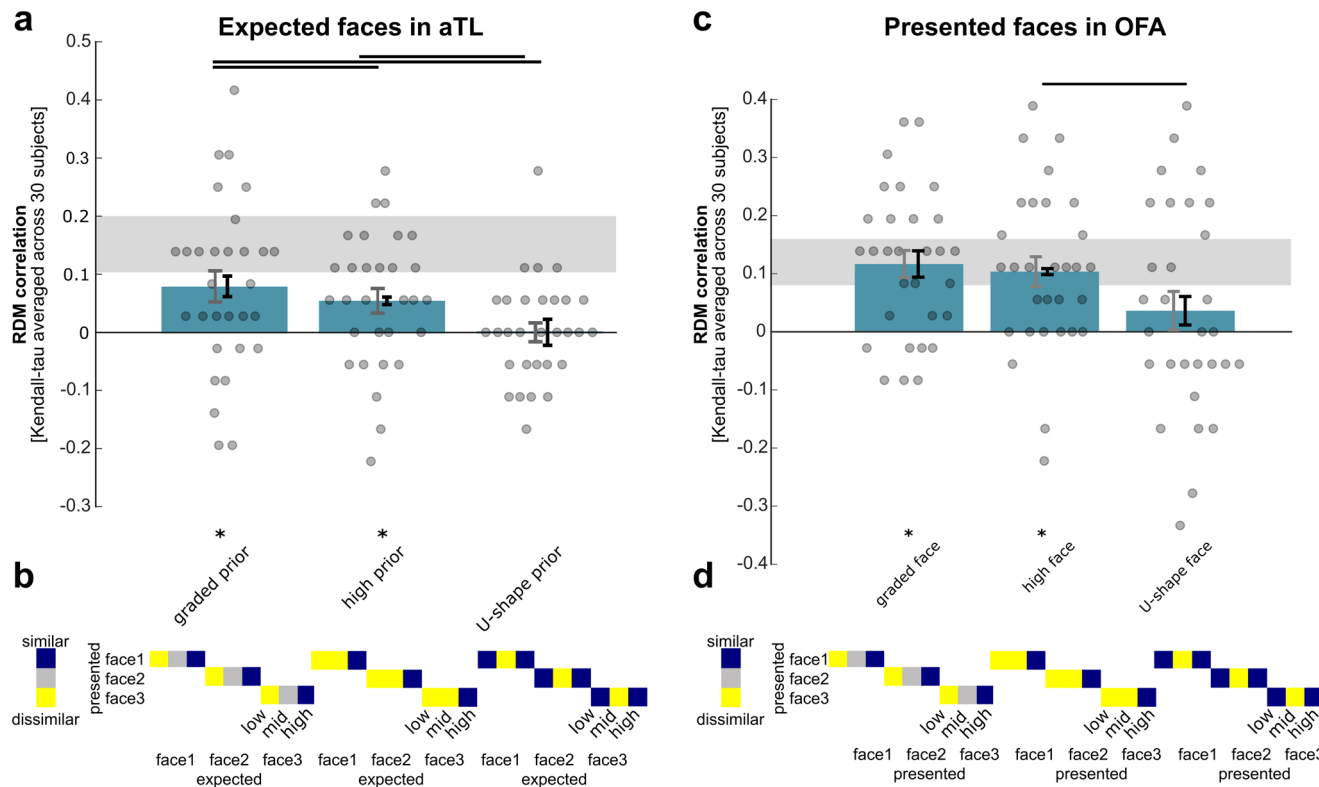 a
Expected faces in aTL
RDM correlation
[Kendall-tau averaged across 30 subjects]
0.5
0.4
0.3
0.2
0.1
0
-0.1
-0.2
-0.3
*
*
graded prior
high prior
U-shape prior
c
Presented faces in OFA
RDM correlation
[Kendall-tau averaged across 30 subjects]
0.4
0.3
0.2
0.1
0
-0.1
-0.2
-0.3
-0.4
*
*
graded face
high face
U-shape face
b
similar
dissimilar
presented
face1
face2
face3
low mid high
low mid high
low mid high
face1 face2 face3
expected
face1 face2 face3
expected
face1 face2 face3
expected
d
similar
dissimilar
presented
face1
face2
face3
low mid high
low mid high
low mid high
face1 face2 face3
presented
face1 face2 face3
presented
face1 face2 face3
presented